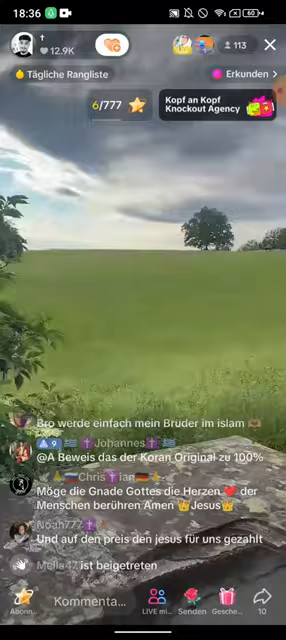 18:36
60
✝
12.9K
113
Tägliche Rangliste
Erkunden >
6/777
Kopf an Kopf
Knockout Agency
Bro werde einfach mein Bruder im islam 🫶🏽
9 🇬🇷✝️Johannes✝️🇬🇷
@A Beweis das der Koran Original zu 100%
🙏🇷🇺Chris✝️ian🇩🇪🙏
Möge die Gnade Gottes die Herzen ❤️ der
Menschen berühren Amen 👑Jesus👑
Noah777✝️
Und auf den preis den jesus für uns gezahlt
Mella47 ist beigetreten
Abonn...
Kommenta...
LIVE mi...
Senden
Gesche...
10